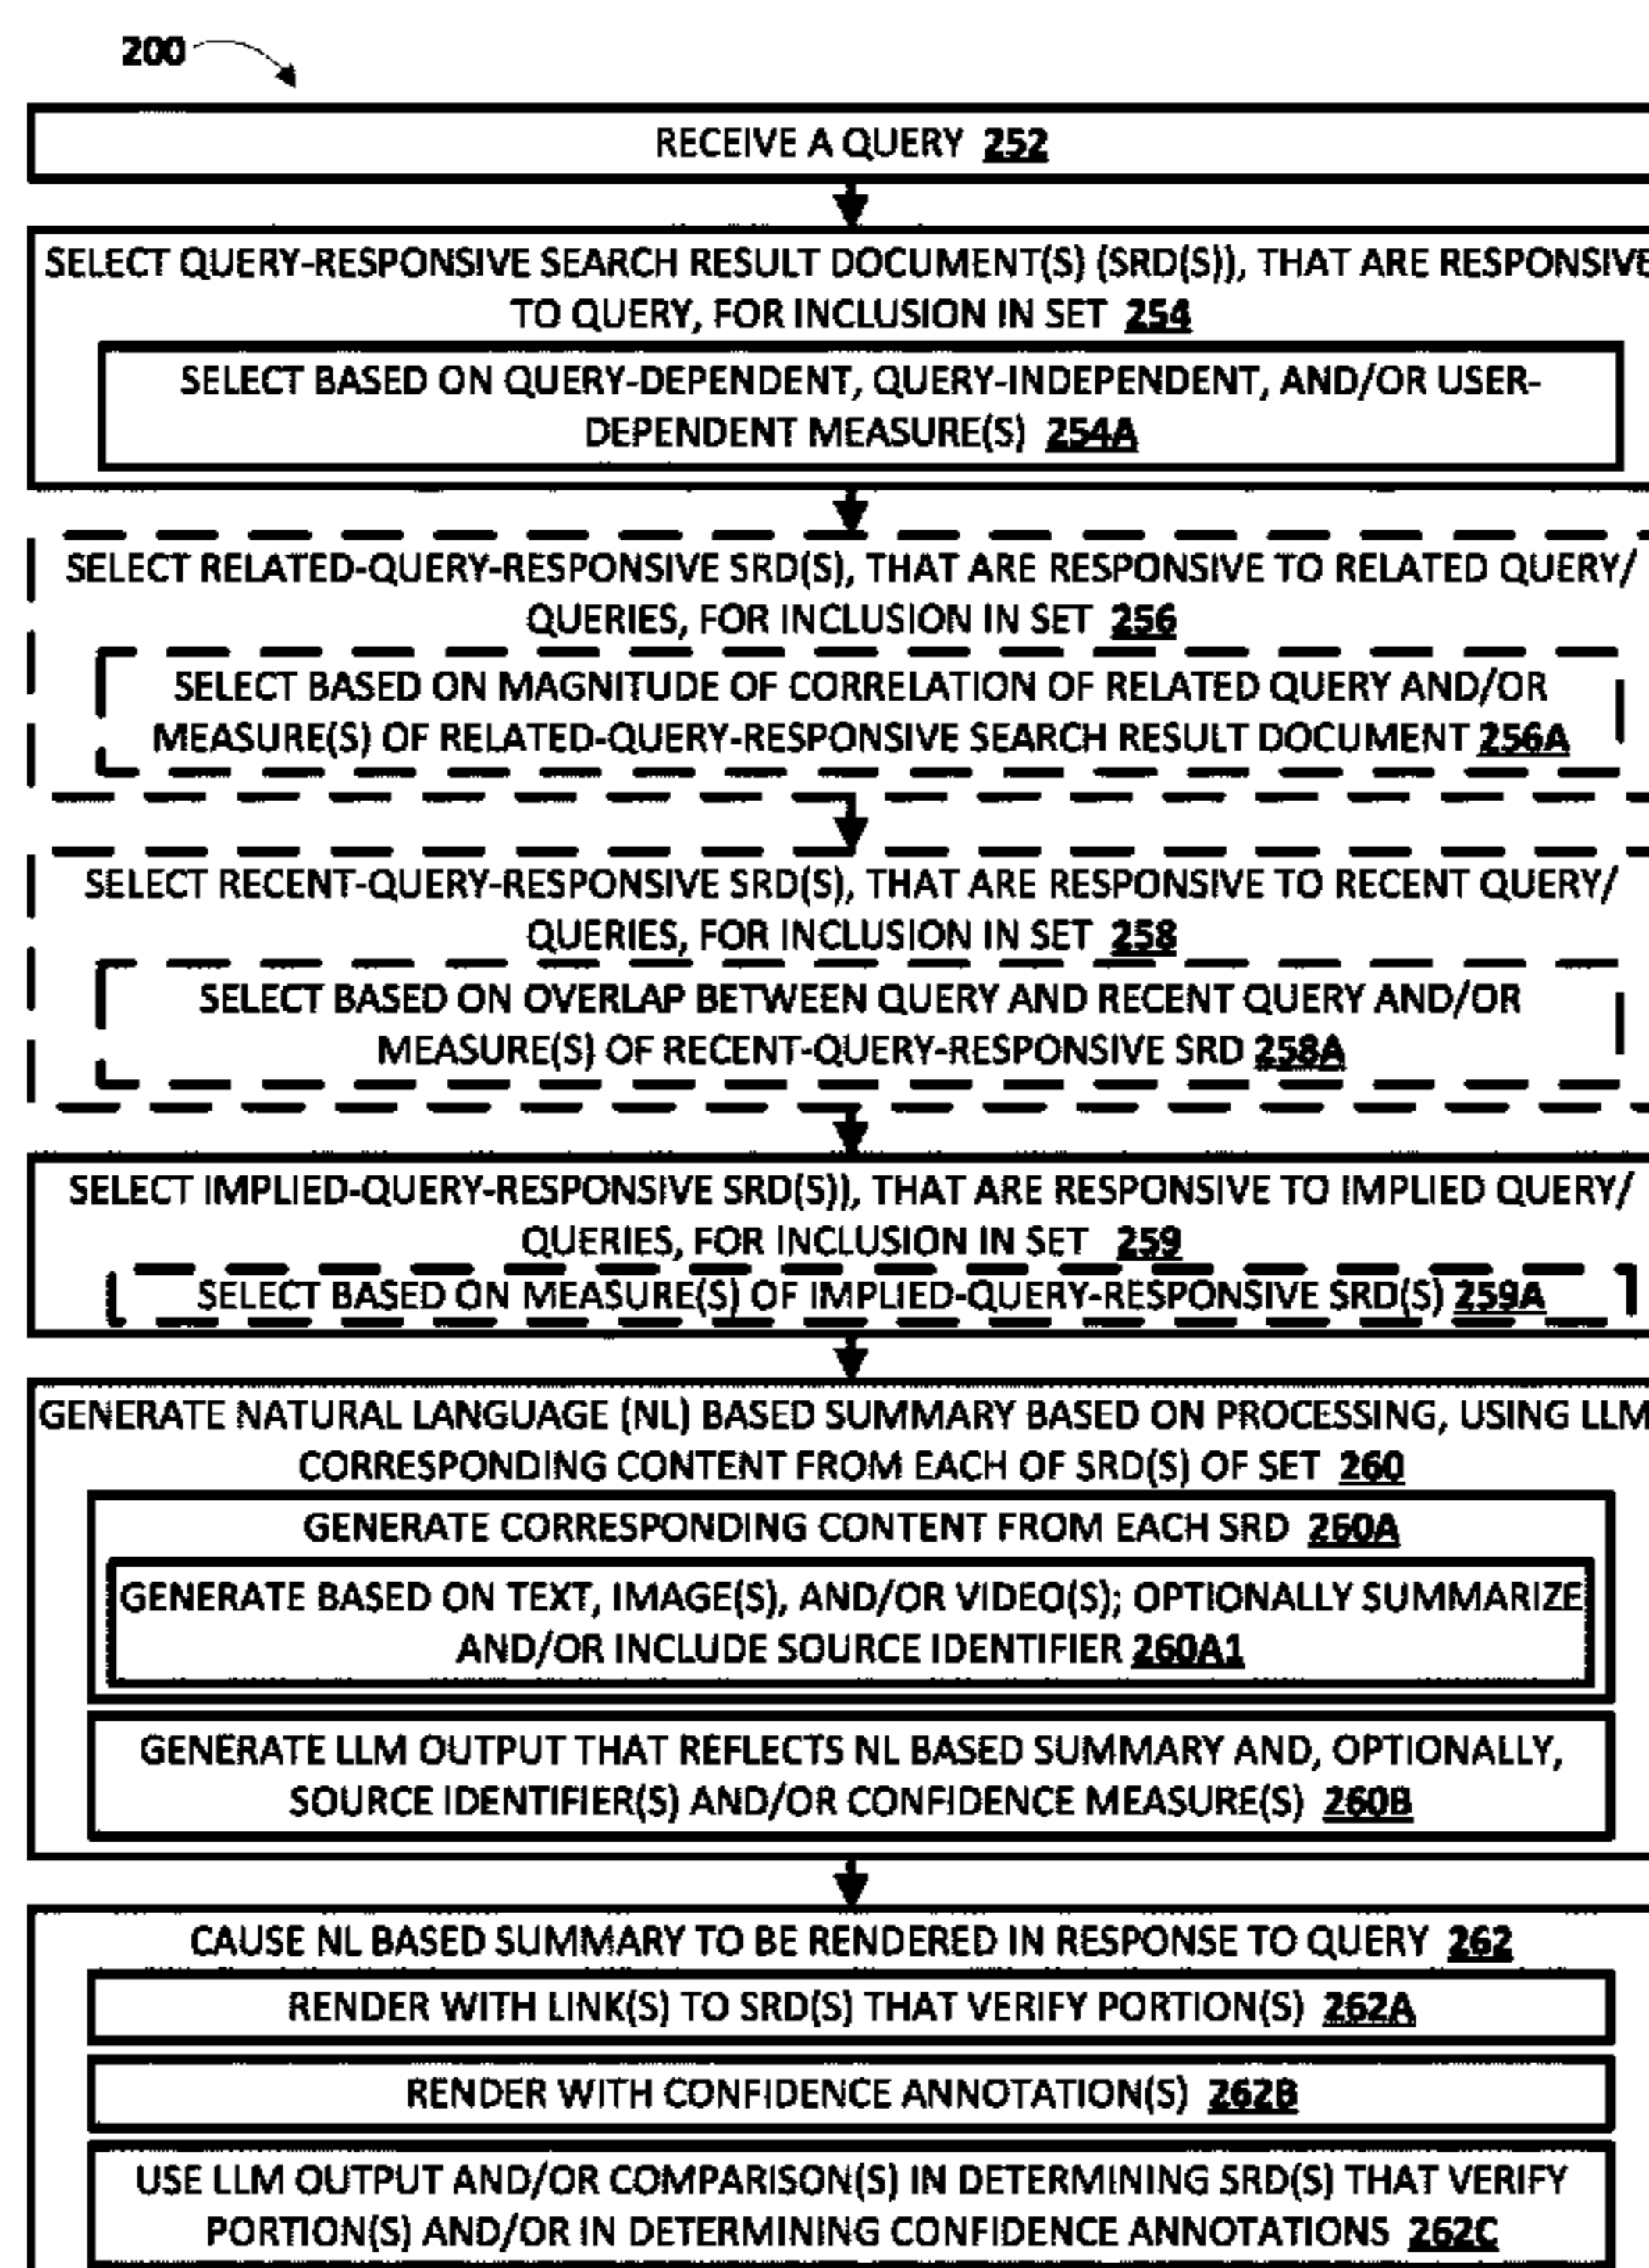 200
RECEIVE A QUERY 252
SELECT QUERY-RESPONSIVE SEARCH RESULT DOCUMENT(S) (SRD(S)), THAT ARE RESPONSIVE
TO QUERY, FOR INCLUSION IN SET 254
SELECT BASED ON QUERY-DEPENDENT, QUERY-INDEPENDENT, AND/OR USER-
DEPENDENT MEASURE(S) 254A
SELECT RELATED-QUERY-RESPONSIVE SRD(S), THAT ARE RESPONSIVE TO RELATED QUERY/
QUERIES, FOR INCLUSION IN SET 256
SELECT BASED ON MAGNITUDE OF CORRELATION OF RELATED QUERY AND/OR
MEASURE(S) OF RELATED-QUERY-RESPONSIVE SEARCH RESULT DOCUMENT 256A
SELECT RECENT-QUERY-RESPONSIVE SRD(S), THAT ARE RESPONSIVE TO RECENT QUERY/
QUERIES, FOR INCLUSION IN SET 258
SELECT BASED ON OVERLAP BETWEEN QUERY AND RECENT QUERY AND/OR
MEASURE(S) OF RECENT-QUERY-RESPONSIVE SRD 258A
SELECT IMPLIED-QUERY-RESPONSIVE SRD(S)), THAT ARE RESPONSIVE TO IMPLIED QUERY/
QUERIES, FOR INCLUSION IN SET 259
SELECT BASED ON MEASURE(S) OF IMPLIED-QUERY-RESPONSIVE SRD(S) 259A
GENERATE NATURAL LANGUAGE (NL) BASED SUMMARY BASED ON PROCESSING, USING LLM
CORRESPONDING CONTENT FROM EACH OF SRD(S) OF SET 260
GENERATE CORRESPONDING CONTENT FROM EACH SRD 260A
GENERATE BASED ON TEXT, IMAGE(S), AND/OR VIDEO(S); OPTIONALLY SUMMARIZE
AND/OR INCLUDE SOURCE IDENTIFIER 260A1
GENERATE LLM OUTPUT THAT REFLECTS NL BASED SUMMARY AND, OPTIONALLY,
SOURCE IDENTIFIER(S) AND/OR CONFIDENCE MEASURE(S) 260B
CAUSE NL BASED SUMMARY TO BE RENDERED IN RESPONSE TO QUERY 262
RENDER WITH LINK(S) TO SRD(S) THAT VERIFY PORTION(S) 262A
RENDER WITH CONFIDENCE ANNOTATION(S) 262B
USE LLM OUTPUT AND/OR COMPARISON(S) IN DETERMINING SRD(S) THAT VERIFY
PORTION(S) AND/OR IN DETERMINING CONFIDENCE ANNOTATIONS 262C